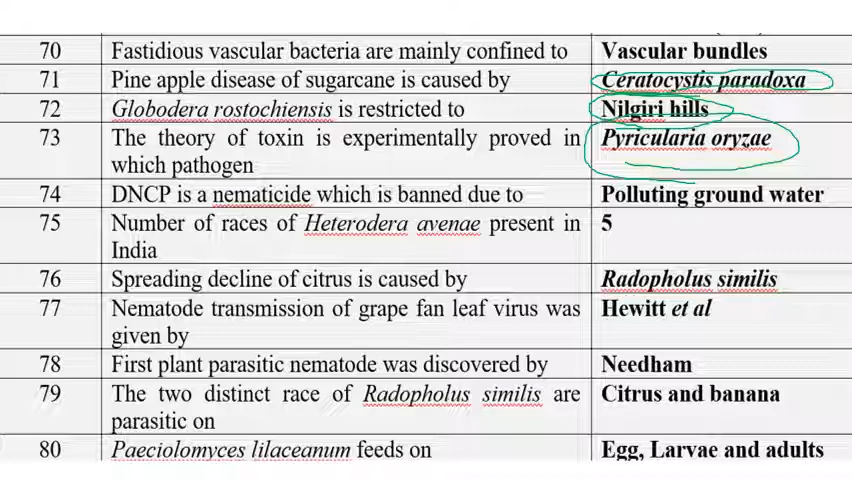 70 Fastidious vascular bacteria are mainly confined to Vascular bundles
71 Pine apple disease of sugarcane is caused by Ceratocystis paradoxa
72 Globodera rostochiensis is restricted to Nilgiri hills
73 The theory of toxin is experimentally proved in Pyricularia oryzae
which pathogen
74 DNCP is a nematicide which is banned due to Polluting ground water
75 Number of races of Heterodera avenae present in 5
India
76 Spreading decline of citrus is caused by Radopholus similis
77 Nematode transmission of grape fan leaf virus was Hewitt et al
given by
78 First plant parasitic nematode was discovered by Needham
79 The two distinct race of Radopholus similis are Citrus and banana
parasitic on
80 Paeciolomyces lilaceanum feeds on Egg, Larvae and adults